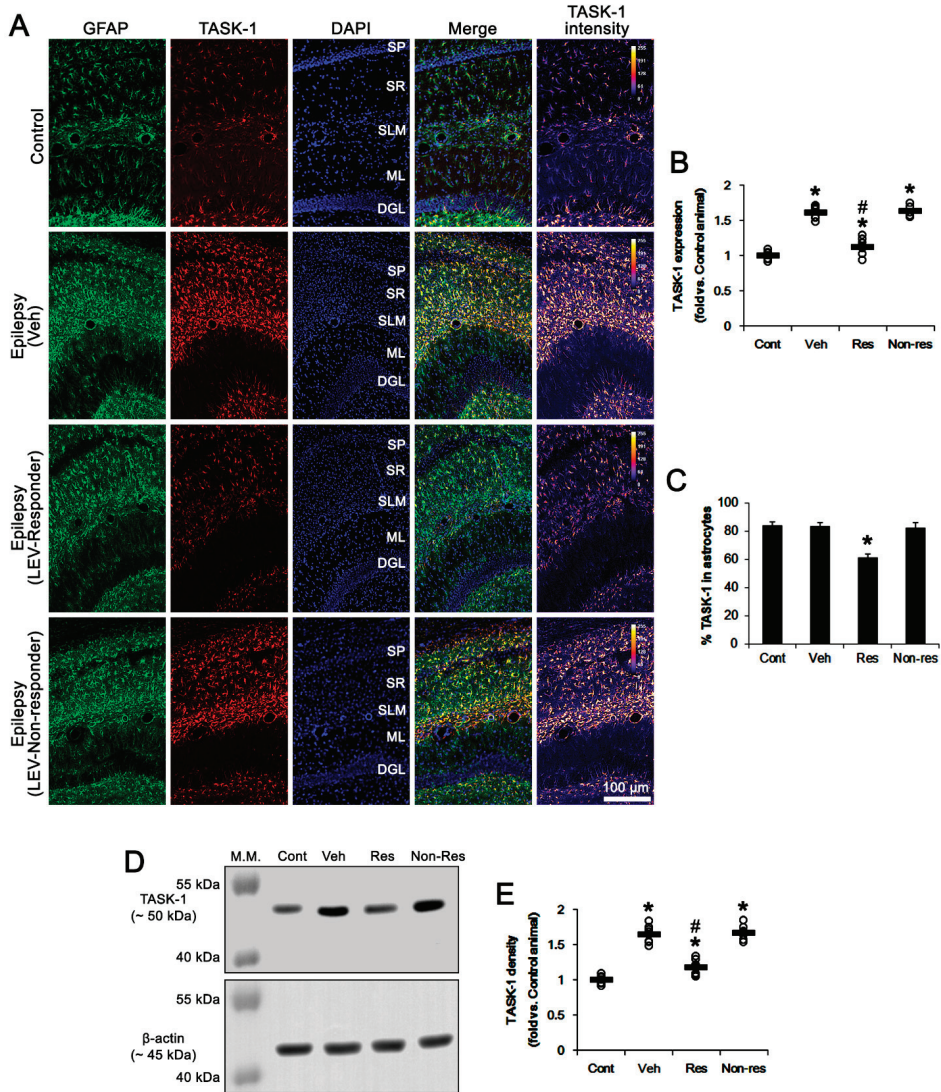 A
GFAP
TASK-1
DAPI
Merge
TASK-1
intensity
Control
SP
SR
SLM
ML
DGL
255
191
Epilepsy
(Veh)
SP
SR
SLM
ML
DGL
Epilepsy
(LEV-Responder)
SP
SR
SLM
ML
DGL
Epilepsy
(LEV-Non-responder)
SP
SR
SLM
ML
DGL
100 µm
B
TASK-1 expression
(fold vs. Control animal)
2
1.5
1
0.5
0
*
#
*
*
Cont Veh Res Non-res
C
% TASK-1 in astrocytes
100
80
60
40
20
0
*
Cont Veh Res Non-res
D
M.M. Cont Veh Res Non-Res
55 kDa
TASK-1
(~ 50 kDa)
40 kDa
55 kDa
β-actin
(~ 45 kDa)
40 kDa
E
TASK-1 density
(fold vs. Control animal)
2
1.5
1
0.5
0
*
#
*
*
Cont Veh Res Non-res